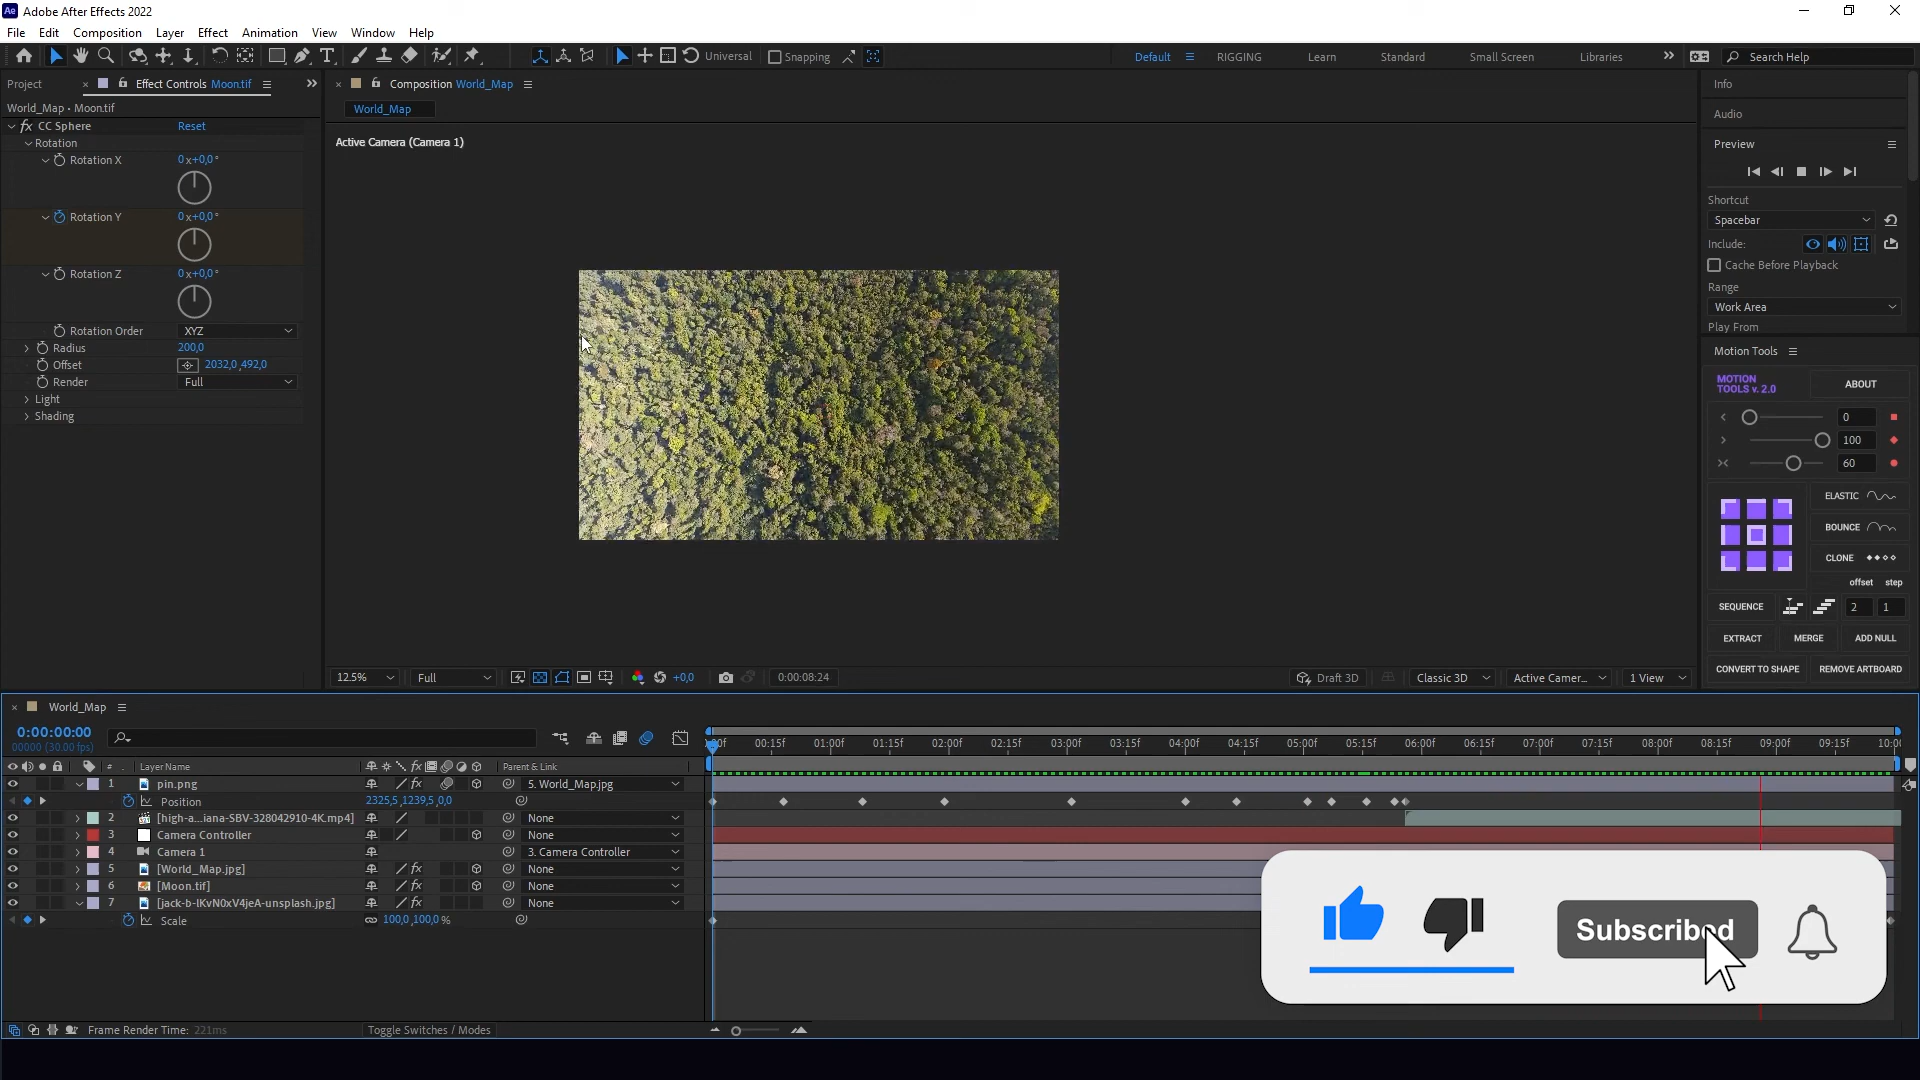 Ae Adobe After Effects 2022
File Edit Composition Layer Effect Animation View Window Help
Universal Snapping Default RIGGING Learn Standard Small Screen Libraries Search Help
Project Effect Controls Moon.tif
World_Map • Moon.tif
fx CC Sphere Reset
Rotation
Rotation X 0x+0,0°
Rotation Y 0x+0,0°
Rotation Z 0x+0,0°
Rotation Order XYZ
Radius 200,0
Offset 2032,0,492,0
Render Full
Light
Shading
Composition World_Map
World_Map
Active Camera (Camera 1)
12.5% Full +0,0 0:00:08:24 Draft 3D Classic 3D Active Camer... 1 View
Info
Audio
Preview
Shortcut
Spacebar
Include:
Cache Before Playback
Range
Work Area
Play From
Motion Tools
MOTION TOOLS v. 2.0 ABOUT
0
100
60
ELASTIC
BOUNCE
CLONE
offset step
SEQUENCE 2 1
EXTRACT MERGE ADD NULL
CONVERT TO SHAPE REMOVE ARTBOARD
World_Map
0:00:00:00
00000 (30.00 fps)
00:15f 01:00f 01:15f 02:00f 02:15f 03:00f 03:15f 04:00f 04:15f 05:00f 05:15f 06:00f 06:15f 07:00f 07:15f 08:00f 08:15f 09:00f 09:15f 10:00
# Layer Name fx Parent & Link
1 pin.png fx 5. World_Map.jpg
Position 2325,5,1239,5,0,0
2 [high-a...iana-SBV-328042910-4K.mp4] None
3 Camera Controller None
4 Camera 1 3. Camera Controller
5 [World_Map.jpg] fx None
6 [Moon.tif] fx None
7 [jack-b-IKvN0xV4jeA-unsplash.jpg] fx None
Scale 100,0,100,0%
Subscribed
Frame Render Time: 221ms Toggle Switches / Modes